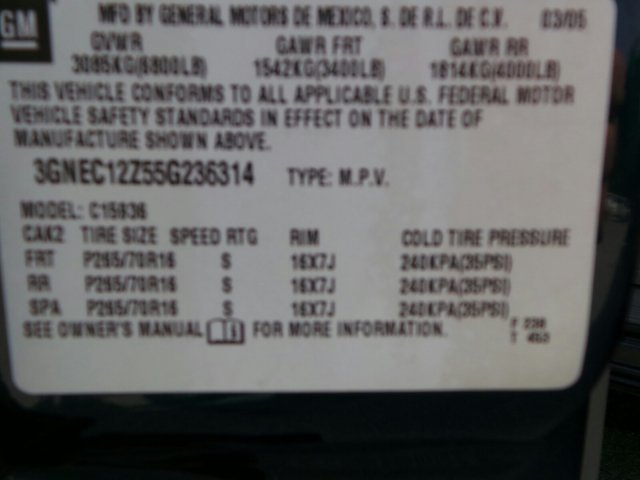 GM
MFD BY GENERAL MOTORS DE MEXICO, S. DE R.L. DE C.V. 03/05
GVWR GAWR FRT GAWR RR
3085KG(6800LB) 1542KG(3400LB) 1814KG(4000LB)
THIS VEHICLE CONFORMS TO ALL APPLICABLE U.S. FEDERAL MOTOR
VEHICLE SAFETY STANDARDS IN EFFECT ON THE DATE OF
MANUFACTURE SHOWN ABOVE.
3GNEC12Z55G236314 TYPE: M.P.V.
MODEL: C15936
TIRE SIZE SPEED RTG RIM COLD TIRE PRESSURE
FRT P265/70R16 S 16X7J 240KPA(35PSI)
RR P265/70R16 S 16X7J 240KPA(35PSI)
SPA P265/70R16 S 16X7J 240KPA(35PSI)
SEE OWNER'S MANUAL FOR MORE INFORMATION.